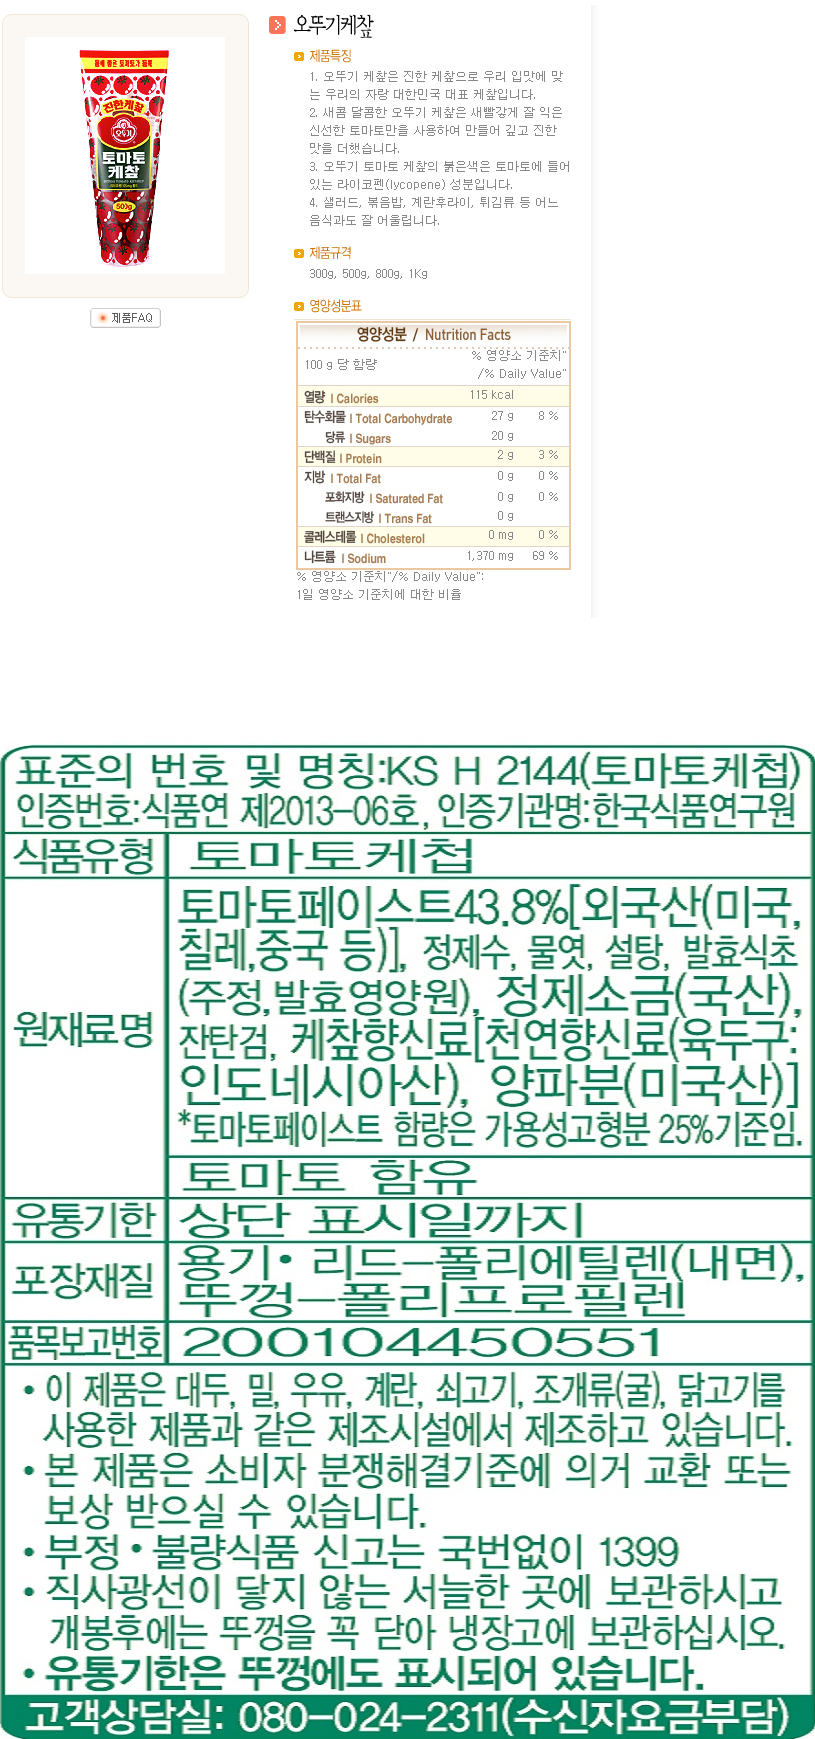 오뚜기케챂
제품특징
1. 오뚜기 케챂은 진한 케챂으로 우리 입맛에 맞
는 우리의 자랑 대한민국 대표 케챂입니다.
2. 새콤 달콤한 오뚜기 케챂은 새빨갛게 잘 익은
신선한 토마토만을 사용하여 만들어 깊고 진한
맛을 더했습니다.
3. 오뚜기 토마토 케챂의 붉은색은 토마토에 들어
있는 라이코펜(lycopene) 성분입니다.
4. 샐러드, 볶음밥, 계란후라이, 튀김류 등 어느
음식과도 잘 어울립니다.
진한케챂
오뚜기
토마토
케챂
500g
제품FAQ
제품규격
300g, 500g, 800g, 1Kg
영양성분표
영양성분 / Nutrition Facts
100 g 당 함량 % 영양소 기준치"
/% Daily Value"
열량 | Calories 115 kcal
탄수화물 | Total Carbohydrate 27 g 8 %
당류 | Sugars 20 g
단백질 | Protein 2 g 3 %
지방 | Total Fat 0 g 0 %
포화지방 | Saturated Fat 0 g 0 %
트랜스지방 | Trans Fat 0 g
콜레스테롤 | Cholesterol 0 mg 0 %
나트륨 | Sodium 1,370 mg 69 %
% 영양소 기준치"/% Daily Value":
1일 영양소 기준치에 대한 비율
표준의 번호 및 명칭:KS H 2144(토마토케첩)
인증번호:식품연 제2013-06호, 인증기관명:한국식품연구원
식품유형 토마토케첩
원재료명 토마토페이스트43.8%[외국산(미국,
칠레,중국 등)], 정제수, 물엿, 설탕, 발효식초
(주정,발효영양원), 정제소금(국산),
잔탄검, 케챂향신료[천연향신료(육두구:
인도네시아산), 양파분(미국산)]
*토마토페이스트 함량은 가용성고형분 25%기준임.
토마토 함유
유통기한 상단 표시일까지
포장재질 용기• 리드-폴리에틸렌(내면),
뚜껑-폴리프로필렌
품목보고번호 200104450551
• 이 제품은 대두, 밀, 우유, 계란, 쇠고기, 조개류(굴), 닭고기를
사용한 제품과 같은 제조시설에서 제조하고 있습니다.
• 본 제품은 소비자 분쟁해결기준에 의거 교환 또는
보상 받으실 수 있습니다.
• 부정•불량식품 신고는 국번없이 1399
• 직사광선이 닿지 않는 서늘한 곳에 보관하시고
개봉후에는 뚜껑을 꼭 닫아 냉장고에 보관하십시오.
• 유통기한은 뚜껑에도 표시되어 있습니다.
고객상담실: 080-024-2311(수신자요금부담)